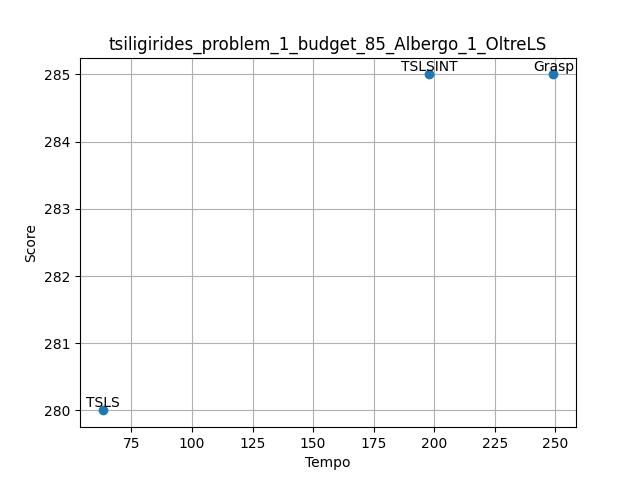 tsiligirides_problem_1_budget_85_Albergo_1_OltreLS
285
TSLSINT
Grasp
284
283
282
281
280
TSLS
Score
75
100
125
150
175
200
225
250
Tempo